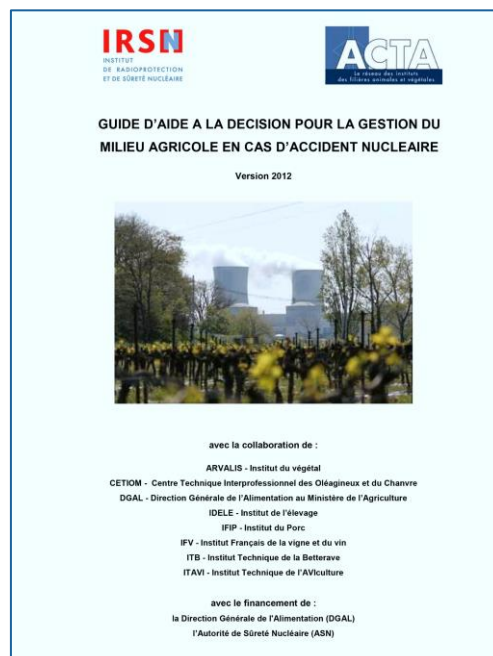 IRSN
INSTITUT
DE RADIOPROTECTION
ET DE SÛRETÉ NUCLÉAIRE
ACTA
Le réseau des instituts
des filières animales et végétales
GUIDE D'AIDE A LA DECISION POUR LA GESTION DU
MILIEU AGRICOLE EN CAS D'ACCIDENT NUCLEAIRE
Version 2012
avec la collaboration de :
ARVALIS - Institut du végétal
CETIOM - Centre Technique Interprofessionnel des Oléagineux et du Chanvre
DGAL - Direction Générale de l'Alimentation au Ministère de l'Agriculture
IDELE - Institut de l'élevage
IFIP - Institut du Porc
IFV - Institut Français de la vigne et du vin
ITB - Institut Technique de la Betterave
ITAVI - Institut Technique de l'AVIculture
avec le financement de :
la Direction Générale de l'Alimentation (DGAL)
l'Autorité de Sûreté Nucléaire (ASN)